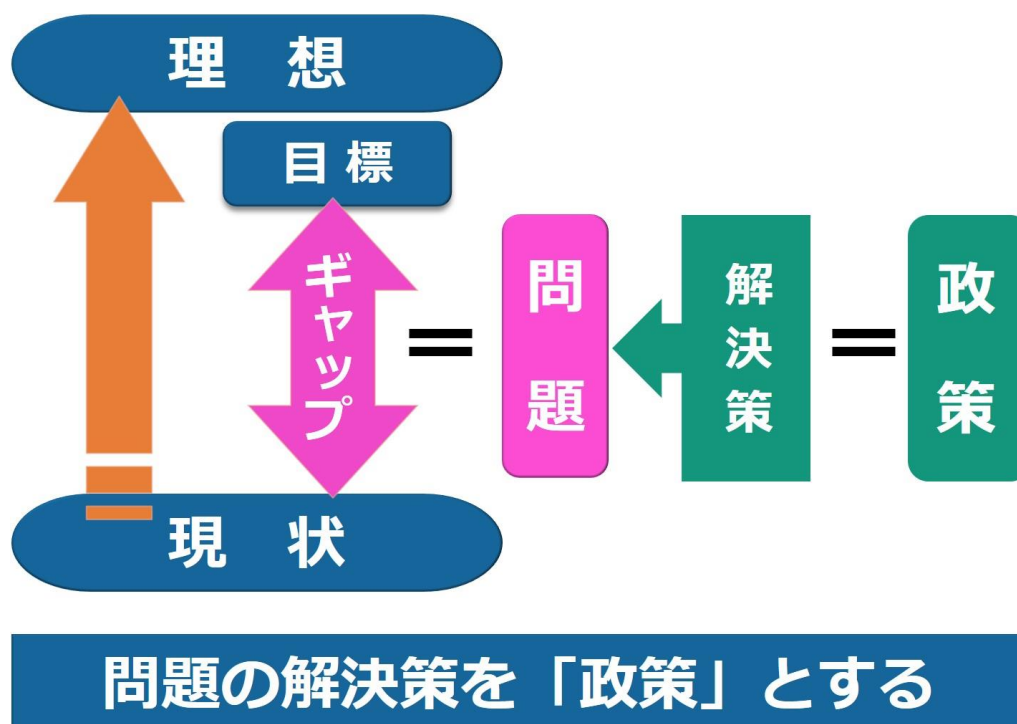 理　想
目標
ギャップ
＝
問題
解決策
＝
政策
現　状
問題の解決策を「政策」とする